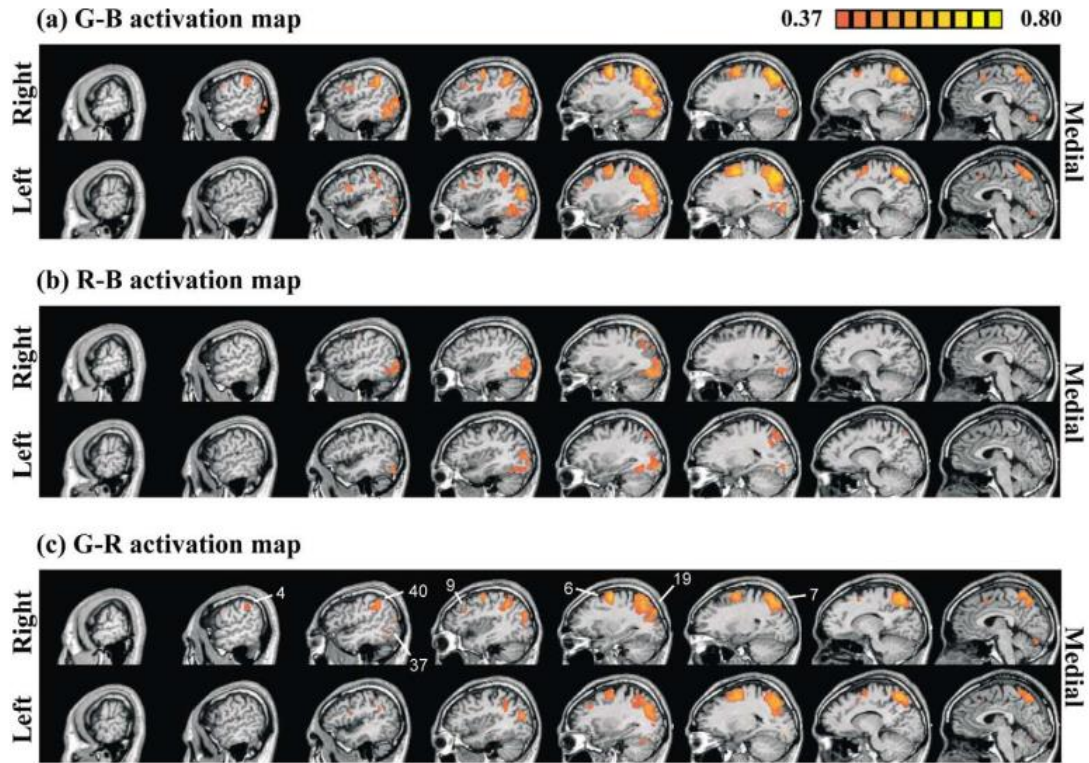 (a) G-B activation map
0.37 0.80
Right
Left
Medial
(b) R-B activation map
Right
Left
Medial
(c) G-R activation map
4 40 9 6 19 7
37
Right
Left
Medial